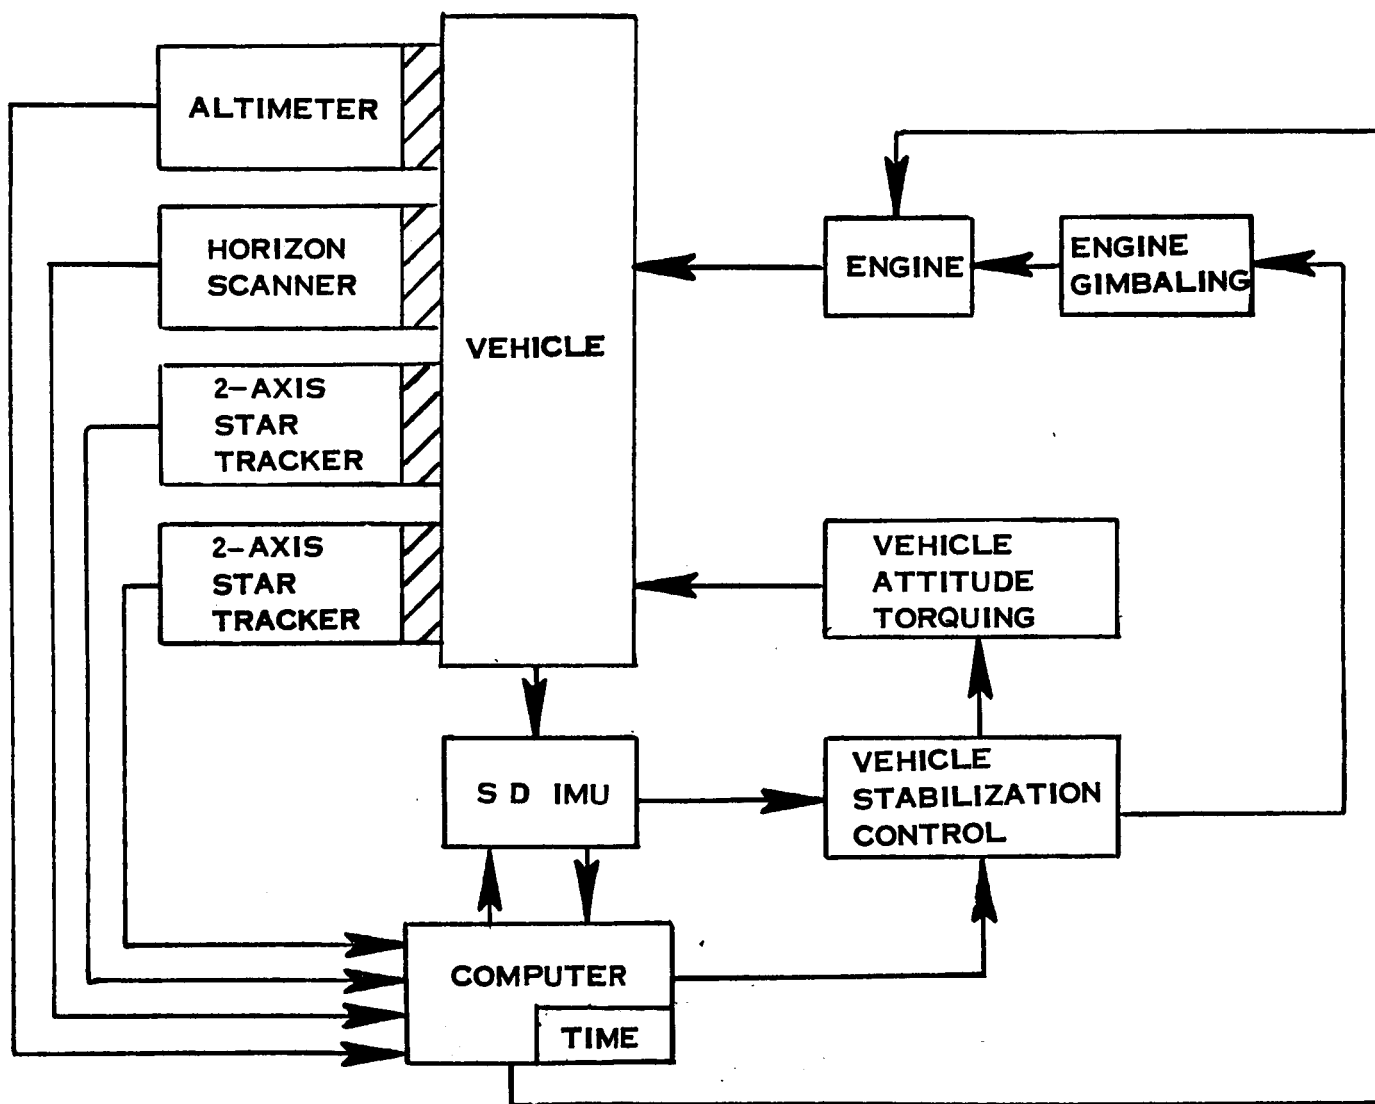 ALTIMETER
HORIZON
SCANNER
2-AXIS
STAR
TRACKER
2-AXIS
STAR
TRACKER
VEHICLE
ENGINE
ENGINE
GIMBALING
VEHICLE
ATTITUDE
TORQUING
S D IMU
VEHICLE
STABILIZATION
CONTROL
COMPUTER
TIME